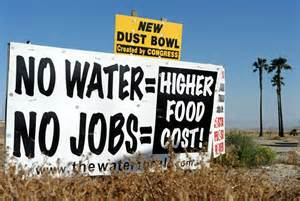 NEW
DUST BOWL
Created by CONGRESS
NO WATER = HIGHER
FOOD
NO JOBS = COST!